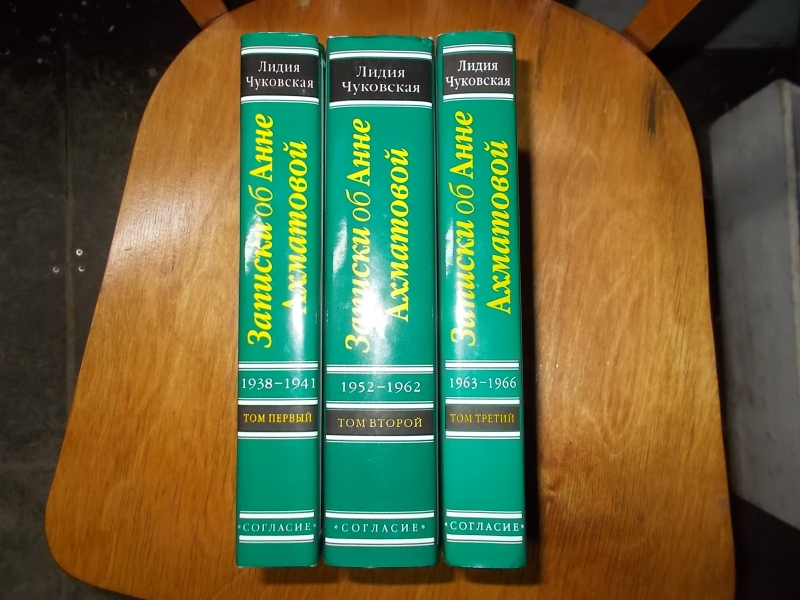 Лидия
Чуковская
Записки об Анне
Ахматовой
1938–1941
ТОМ ПЕРВЫЙ
«СОГЛАСИЕ»
Лидия
Чуковская
Записки об Анне
Ахматовой
1952–1962
ТОМ ВТОРОЙ
«СОГЛАСИЕ»
Лидия
Чуковская
Записки об Анне
Ахматовой
1963–1966
ТОМ ТРЕТИЙ
«СОГЛАСИЕ»